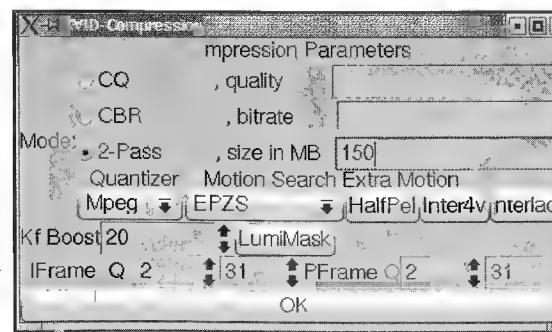 XVID-Compression
mpression Parameters
CQ , quality
CBR , bitrate
Mode:
2-Pass , size in MB 150
Quantizer Motion Search Extra Motion
Mpeg EPZS HalfPel Inter4v nterlac
Kf Boost 20 LumiMask
IFrame Q 2 31 PFrame Q 2 31
OK